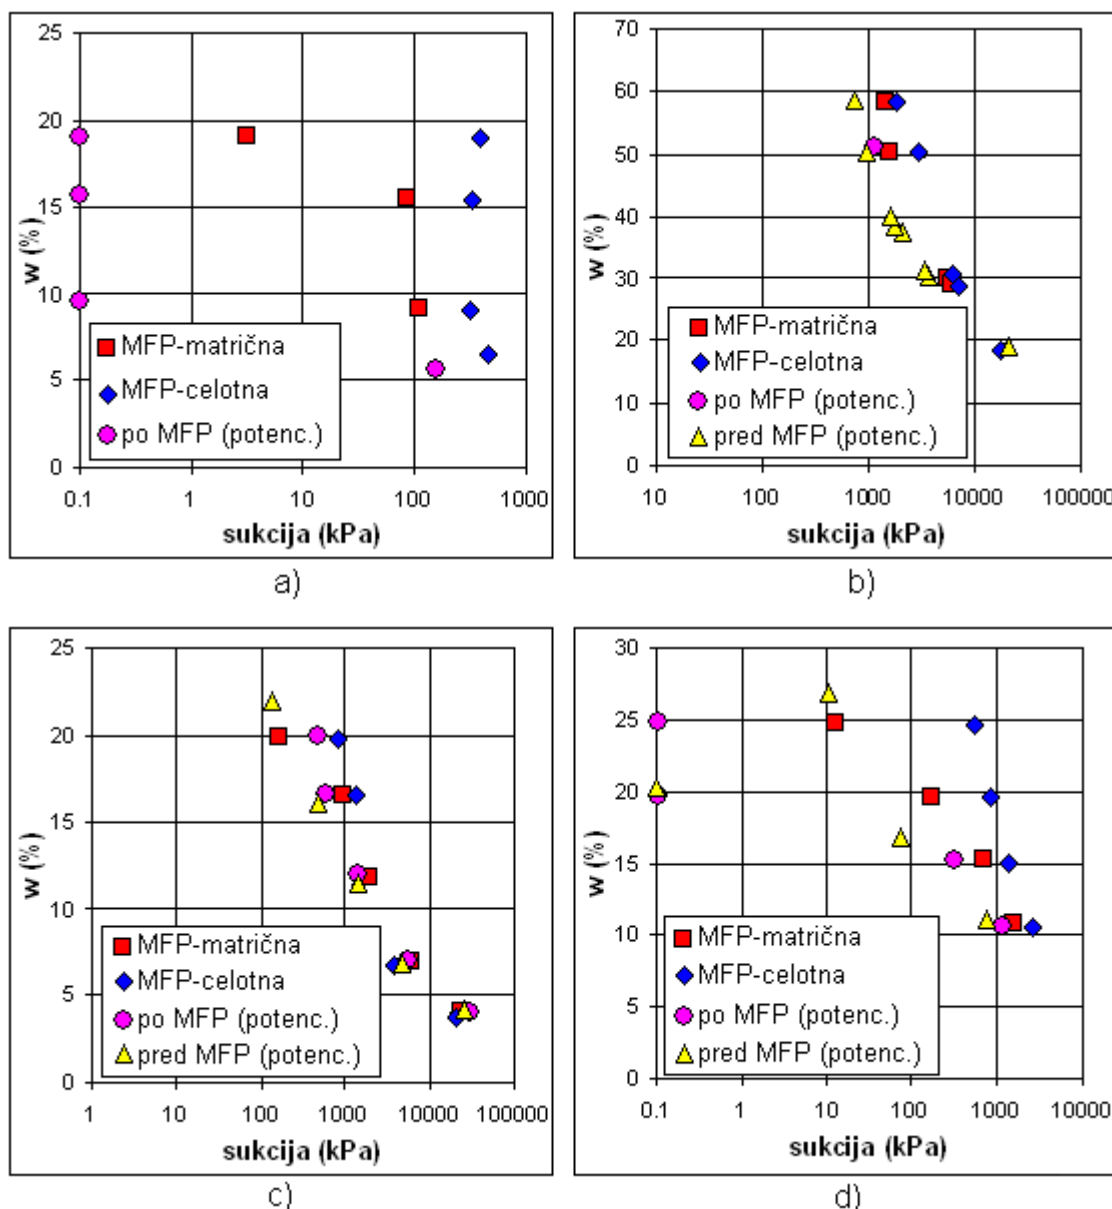 25
20
15
10
5
0
w (%)
MFP-matrična
MFP-celotna
po MFP (potenc.)
0.1 1 10 100 1000
sukcija (kPa)
a)
70
60
50
40
30
20
10
0
w (%)
MFP-matrična
MFP-celotna
po MFP (potenc.)
pred MFP (potenc.)
10 100 1000 10000 100000
sukcija (kPa)
b)
25
20
15
10
5
0
w (%)
MFP-matrična
MFP-celotna
po MFP (potenc.)
pred MFP (potenc.)
1 10 100 1000 10000 100000
sukcija (kPa)
c)
30
25
20
15
10
5
0
w (%)
MFP-matrična
MFP-celotna
po MFP (potenc.)
pred MFP (potenc.)
0.1 1 10 100 1000 10000
sukcija (kPa)
d)